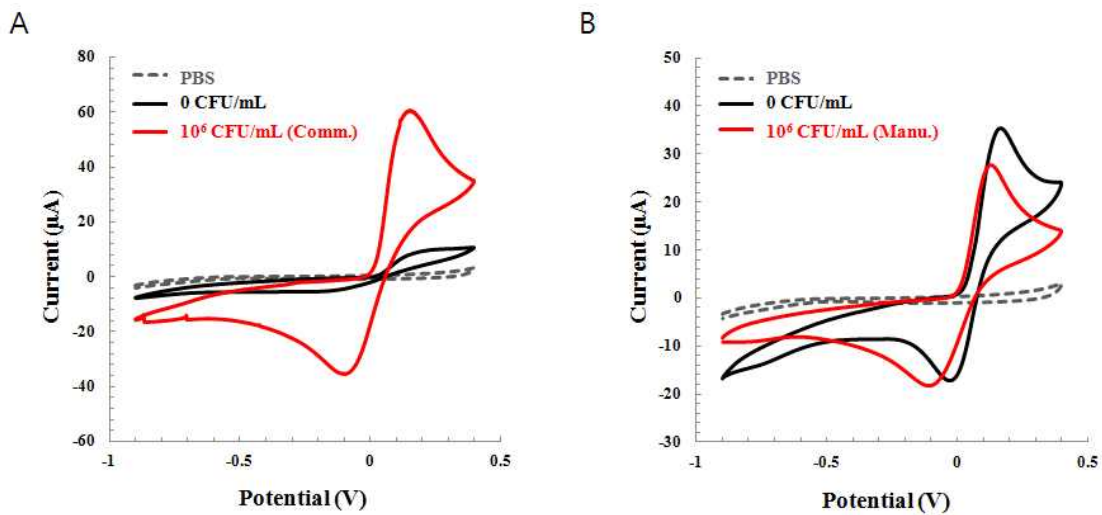 A
80
60
40
20
0
-20
-40
-60
-1
-0.5
0
0.5
PBS
0 CFU/mL
10⁶ CFU/mL (Comm.)
Current (µA)
Potential (V)
B
50
40
30
20
10
0
-10
-20
-30
-1
-0.5
0
0.5
PBS
0 CFU/mL
10⁶ CFU/mL (Manu.)
Current (µA)
Potential (V)